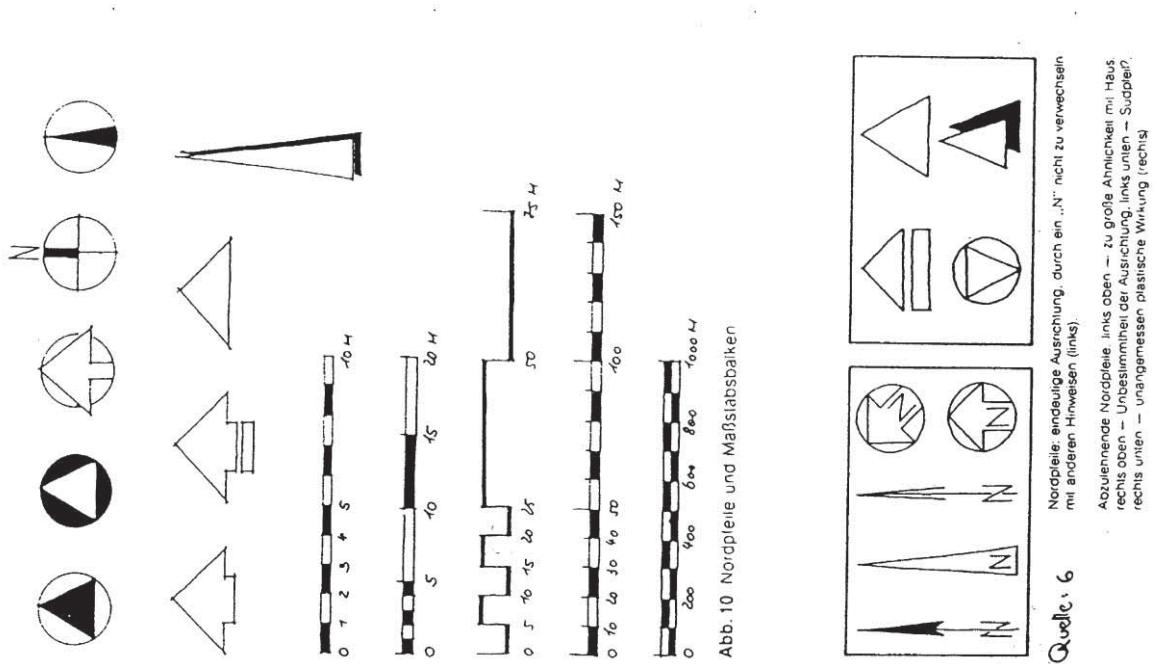 N
0 1 2 3 4 5 10 M
0 5 10 15 20 M
0 5 10 15 20 25 50 75 M
0 10 20 30 40 50 100 150 M
0 200 400 600 800 1000 M
Abb. 10 Nordpfeile und Maßstabsbalken
N N N N N
Quelle: 6
Nordpfeile: eindeutige Ausrichtung, durch ein „N" nicht zu verwechseln
mit anderen Hinweisen (links).
Abzulehnende Nordpfeile: links oben – zu große Ähnlichkeit mit Haus,
rechts oben – Unbestimmtheit der Ausrichtung, links unten – Südpfeil?,
rechts unten – unangemessen plastische Wirkung (rechts)